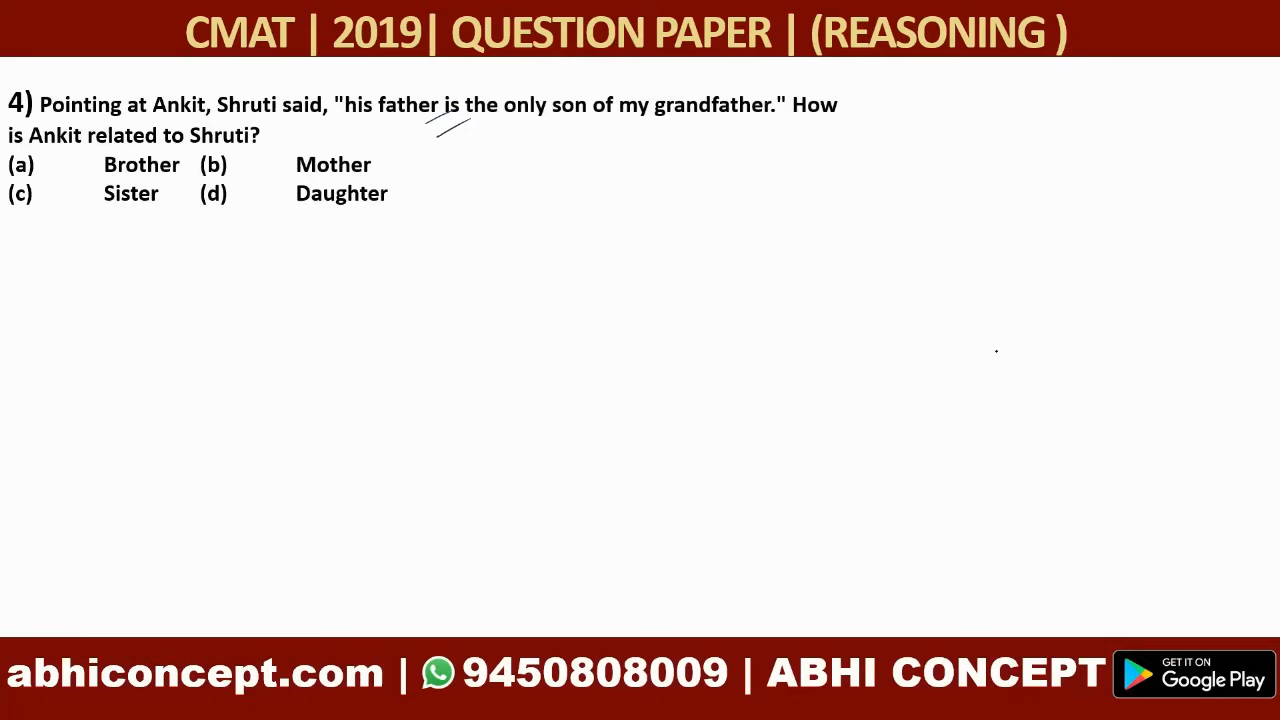 CMAT | 2019| QUESTION PAPER | (REASONING )
4) Pointing at Ankit, Shruti said, "his father is the only son of my grandfather." How
is Ankit related to Shruti?
(a) Brother (b) Mother
(c) Sister (d) Daughter
abhiconcept.com | 9450808009 | ABHI CONCEPT GET IT ON
Google Play